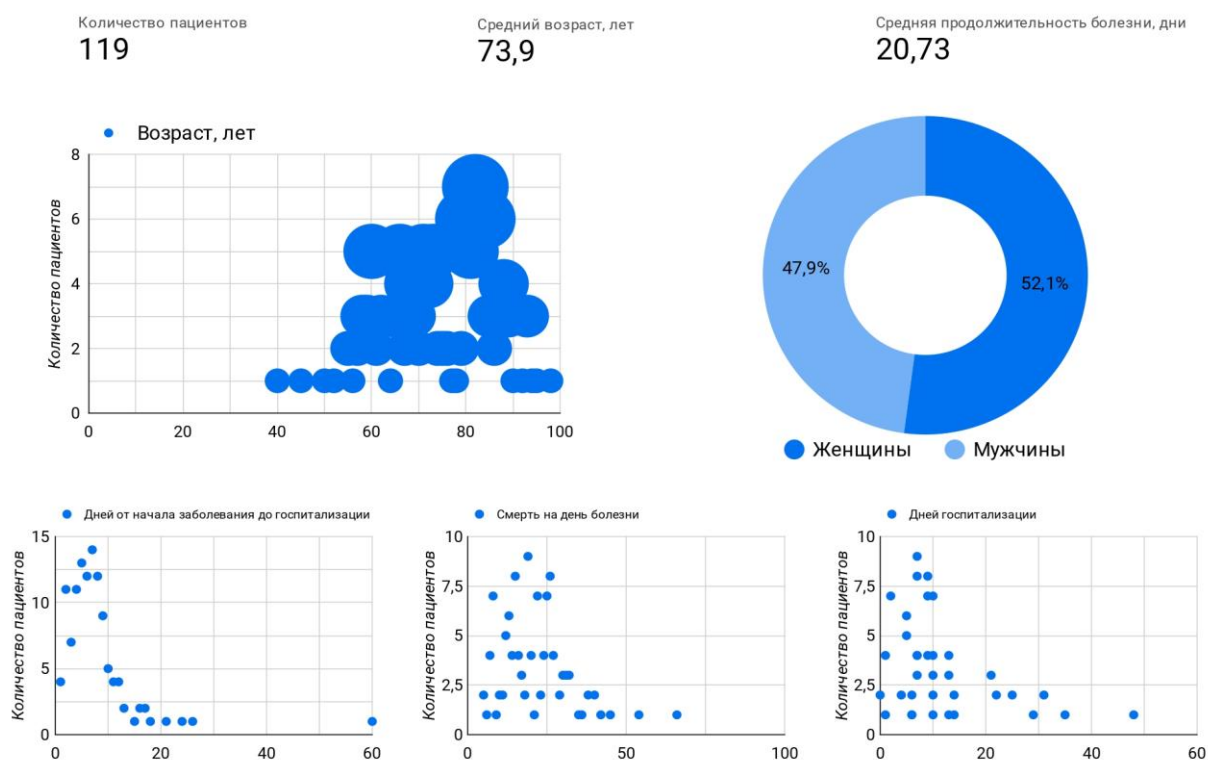 Количество пациентов
119
Средний возраст, лет
73,9
Средняя продолжительность болезни, дни
20,73
Возраст, лет
Количество пациентов
8
6
4
2
0
0 20 40 60 80 100
47,9%
52,1%
Женщины Мужчины
Дней от начала заболевания до госпитализации
Количество пациентов
15
10
5
0
0 20 40 60
Смерть на день болезни
Количество пациентов
10
7,5
5
2,5
0
0 50 100
Дней госпитализации
Количество пациентов
10
7,5
5
2,5
0
0 20 40 60